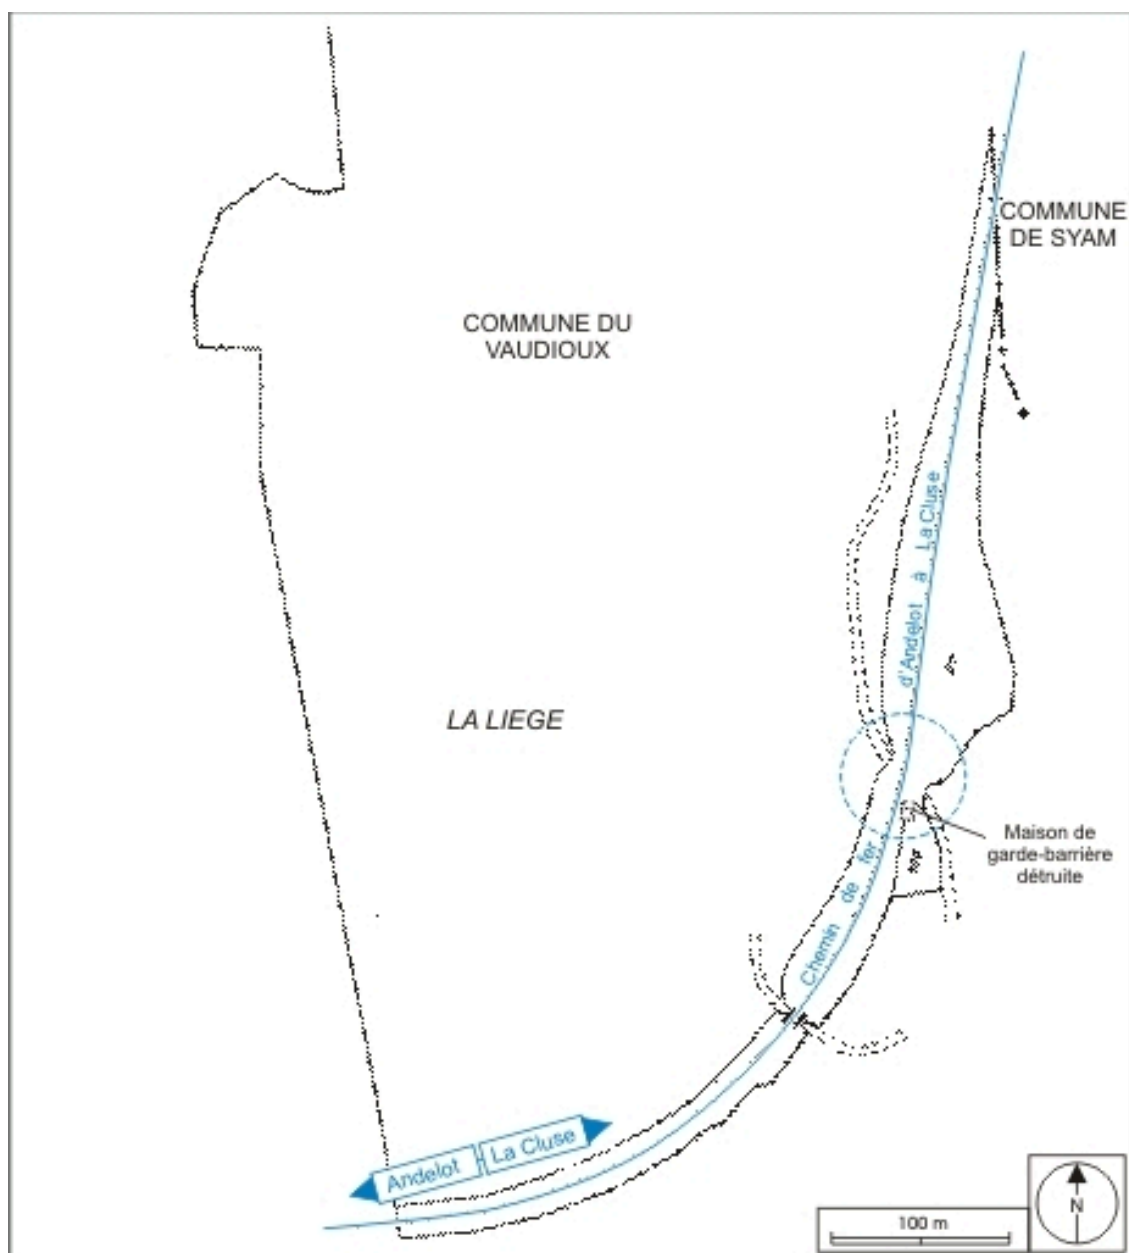 COMMUNE
DE SYAM
COMMUNE DU
VAUDIOUX
d'Andelot à La Cluse
LA LIEGE
Maison de
garde-barrière
détruite
Chemin de fer
Andelot
La Cluse
100 m
N